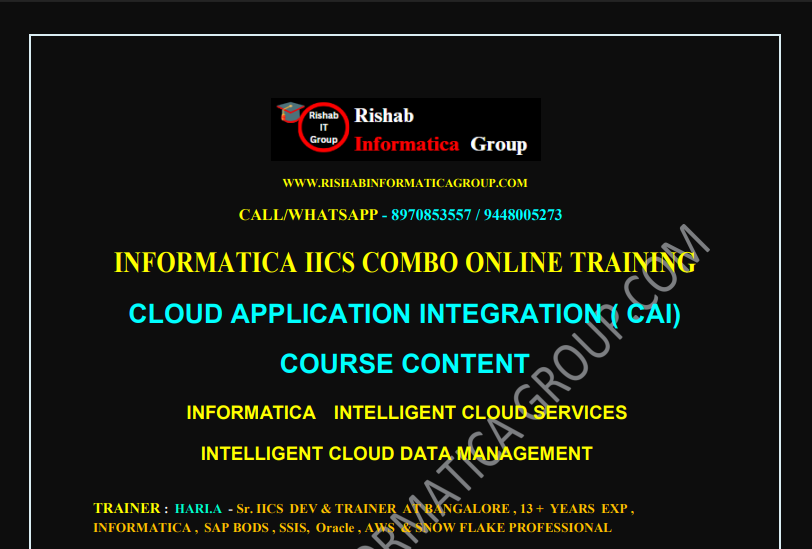 Rishab
IT
Group
Rishab
Informatica Group
WWW.RISHABINFORMATICAGROUP.COM
CALL/WHATSAPP - 8970853557 / 9448005273
INFORMATICA IICS COMBO ONLINE TRAINING
CLOUD APPLICATION INTEGRATION ( CAI)
COURSE CONTENT
INFORMATICA INTELLIGENT CLOUD SERVICES
INTELLIGENT CLOUD DATA MANAGEMENT
TRAINER : HARI.A - Sr. IICS DEV & TRAINER AT BANGALORE , 13 + YEARS EXP ,
INFORMATICA , SAP BODS , SSIS, Oracle , AWS & SNOW FLAKE PROFESSIONAL
ORMATICA GROUP.COM